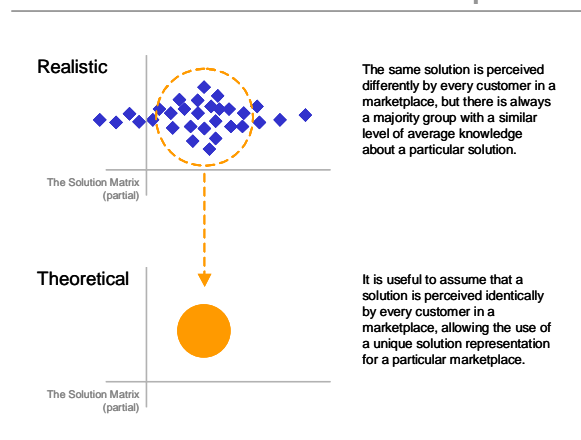 Realistic
The same solution is perceived
differently by every customer in a
marketplace, but there is always
a majority group with a similar
level of average knowledge
about a particular solution.
The Solution Matrix
(partial)
Theoretical
It is useful to assume that a
solution is perceived identically
by every customer in a
marketplace, allowing the use of
a unique solution representation
for a particular marketplace.
The Solution Matrix
(partial)